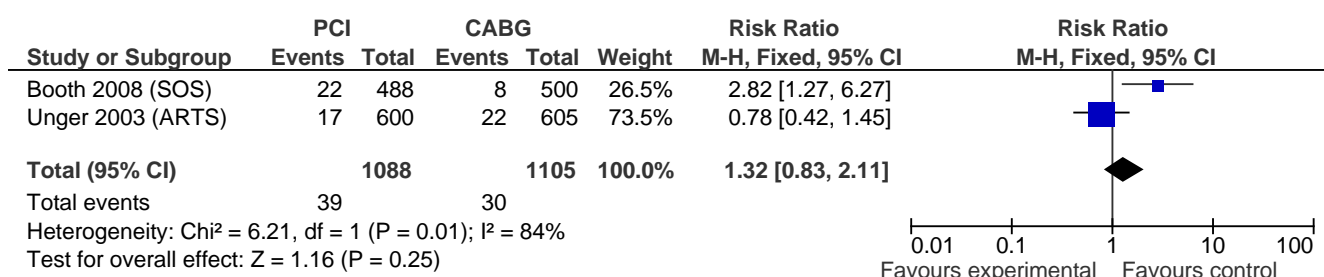 PCI CABG Risk Ratio Risk Ratio
Study or Subgroup Events Total Events Total Weight M-H, Fixed, 95% CI M-H, Fixed, 95% CI
Booth 2008 (SOS) 22 488 8 500 26.5% 2.82 [1.27, 6.27]
Unger 2003 (ARTS) 17 600 22 605 73.5% 0.78 [0.42, 1.45]
Total (95% CI) 1088 1105 100.0% 1.32 [0.83, 2.11]
Total events 39 30
Heterogeneity: Chi² = 6.21, df = 1 (P = 0.01); I² = 84%
Test for overall effect: Z = 1.16 (P = 0.25)
0.01 0.1 1 10 100
Favours experimental Favours control